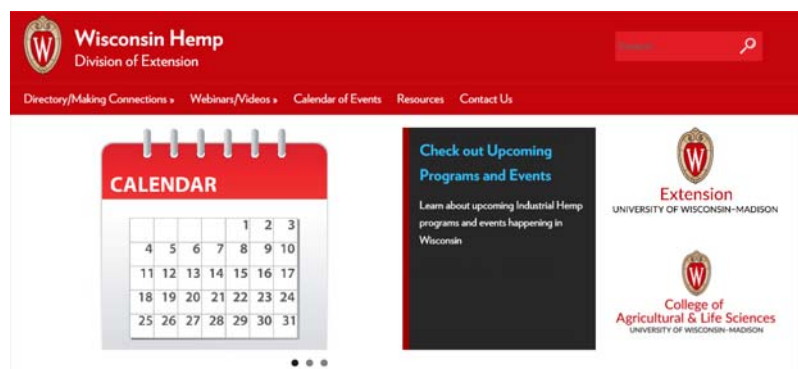 Wisconsin Hemp
Division of Extension
Directory/Making Connections » Webinars/Videos » Calendar of Events Resources Contact Us
CALENDAR
1 2 3
4 5 6 7 8 9 10
11 12 13 14 15 16 17
18 19 20 21 22 23 24
25 26 27 28 29 30 31
Check out Upcoming
Programs and Events
Learn about upcoming Industrial Hemp
programs and events happening in
Wisconsin
W
Extension
UNIVERSITY OF WISCONSIN–MADISON
W
College of
Agricultural & Life Sciences
UNIVERSITY OF WISCONSIN–MADISON